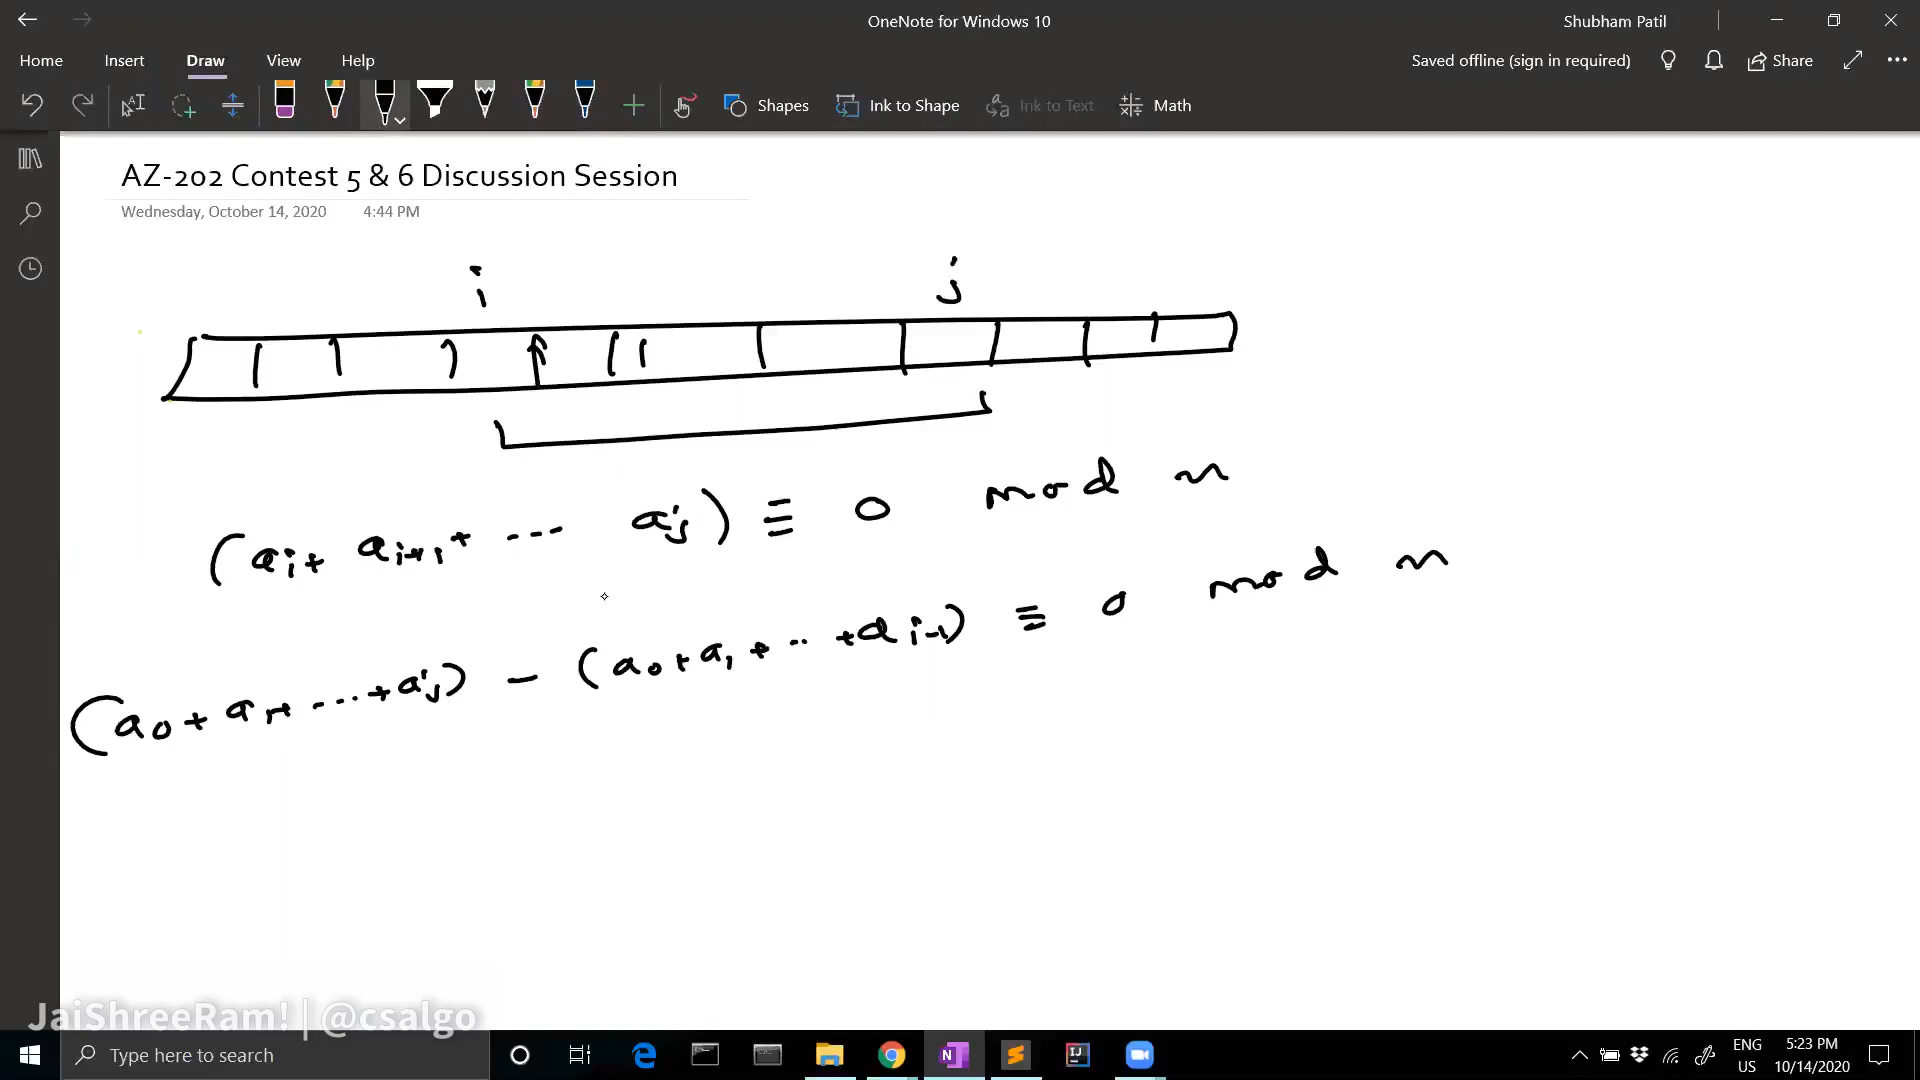 OneNote for Windows 10
Shubham Patil
Home Insert Draw View Help
Saved offline (sign in required) Share
Shapes Ink to Shape Ink to Text Math
AZ-202 Contest 5 & 6 Discussion Session
Wednesday, October 14, 2020 4:44 PM
i j
(aᵢ + aᵢ₊₁ + ... aⱼ) ≡ 0 mod m
(a₀ + a₁ + ... + aⱼ) - (a₀ + a₁ + .. + aᵢ₋₁) ≡ 0 mod m
JaiShreeRam! | @csalgo
Type here to search
ENG
US
5:23 PM
10/14/2020